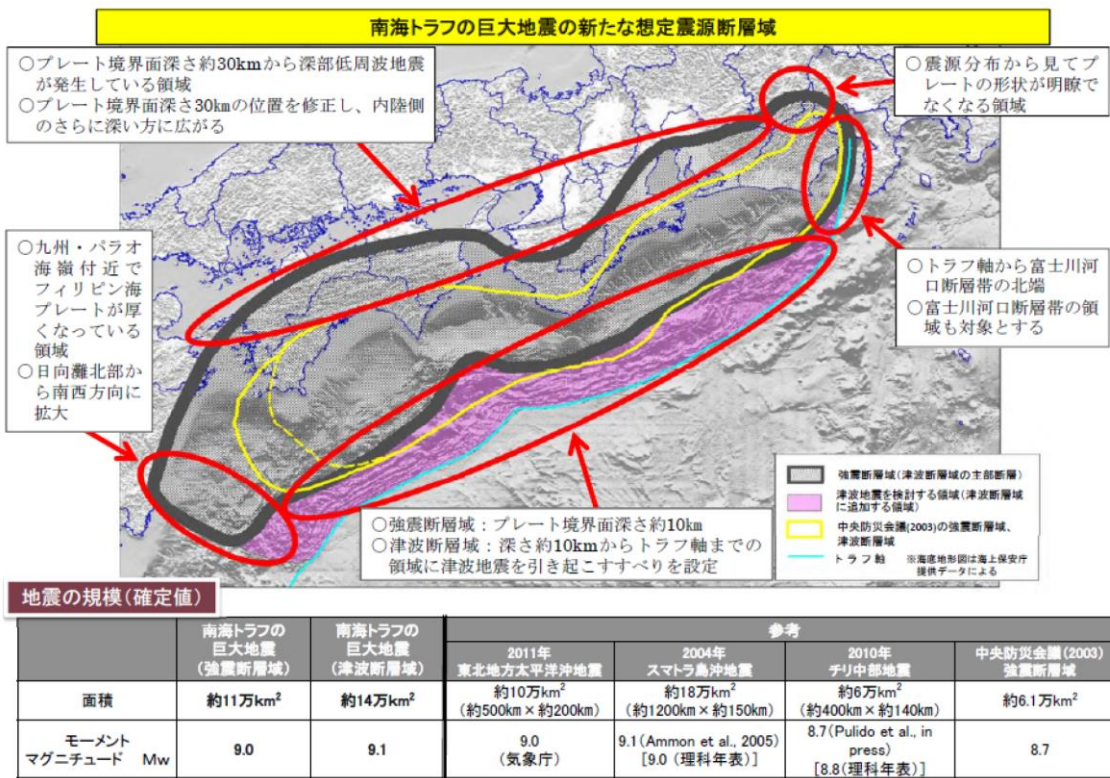 南海トラフの巨大地震の新たな想定震源断層域
○プレート境界面深さ約30kmから深部低周波地震
が発生している領域
○プレート境界面深さ30kmの位置を修正し、内陸側
のさらに深い方に広がる
○震源分布から見てプ
レートの形状が明瞭で
なくなる領域
○九州・パラオ
海嶺付近で
フィリピン海
プレートが厚
くなっている
領域
○日向灘北部か
ら南西方向に
拡大
○トラフ軸から富士川河
口断層帯の北端
○富士川河口断層帯の領
域も対象とする
○強震断層域：プレート境界面深さ約10km
○津波断層域：深さ約10kmからトラフ軸までの
領域に津波地震を引き起こすすべりを設定
強震断層域（津波断層域の主部断層）
津波地震を検討する領域（津波断層域
に追加する領域）
中央防災会議（2003）の強震断層域、
津波断層域
トラフ軸 ※海底地形図は海上保安庁
提供データによる
地震の規模（確定値）
南海トラフの
巨大地震
（強震断層域）
南海トラフの
巨大地震
（津波断層域）
参考
2011年
東北地方太平洋沖地震
2004年
スマトラ島沖地震
2010年
チリ中部地震
中央防災会議（2003）
強震断層域
面積
約11万km²
約14万km²
約10万km²
（約500km×約200km）
約18万km²
（約1200km×約150km）
約6万km²
（約400km×約140km）
約6.1万km²
モーメント
マグニチュード Mw
9.0
9.1
9.0
（気象庁）
9.1（Ammon et al., 2005）
[9.0（理科年表）]
8.7（Pulido et al., in
press）
[8.8（理科年表）]
8.7